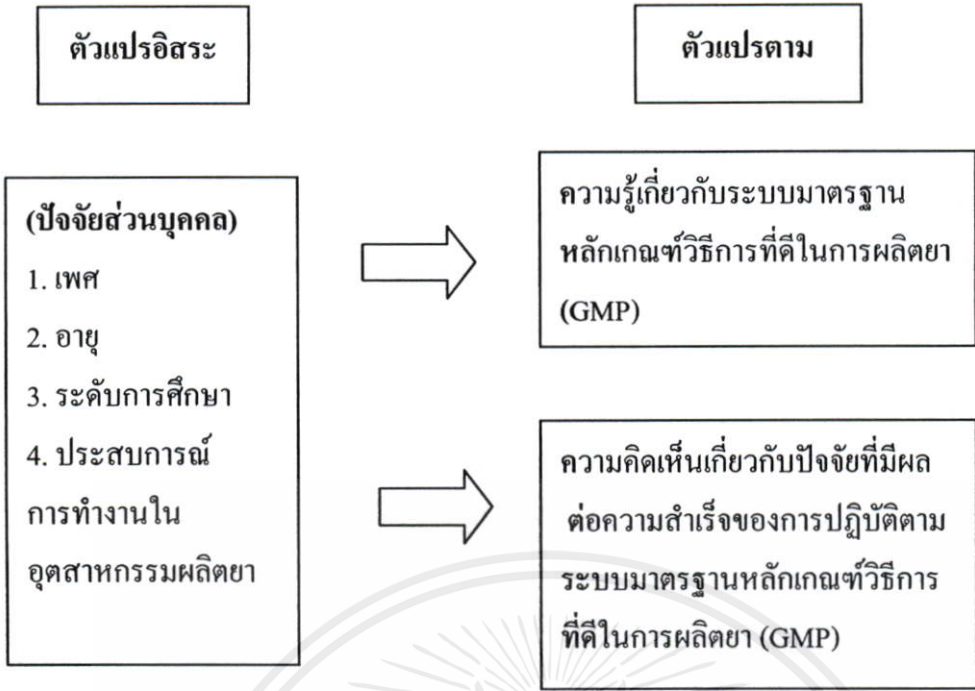 ตัวแปรอิสระ
ตัวแปรตาม
(ปัจจัยส่วนบุคคล)
1. เพศ
2. อายุ
3. ระดับการศึกษา
4. ประสบการณ์
การทำงานใน
อุตสาหกรรมผลิตยา
ความรู้เกี่ยวกับระบบมาตรฐาน
หลักเกณฑ์วิธีการที่ดีในการผลิตยา
(GMP)
ความคิดเห็นเกี่ยวกับปัจจัยที่มีผล
ต่อความสำเร็จของการปฏิบัติตาม
ระบบมาตรฐานหลักเกณฑ์วิธีการ
ที่ดีในการผลิตยา (GMP)